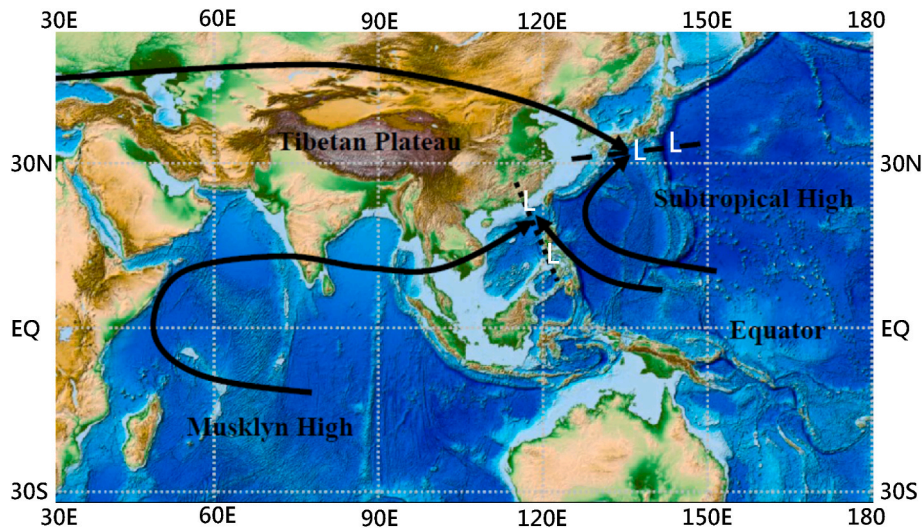 30E 60E 90E 120E 150E 180
Tibetan Plateau
30N 30N
L L
L
Subtropical High
L
EQ EQ
Equator
Musklyn High
30S 30S
30E 60E 90E 120E 150E 180